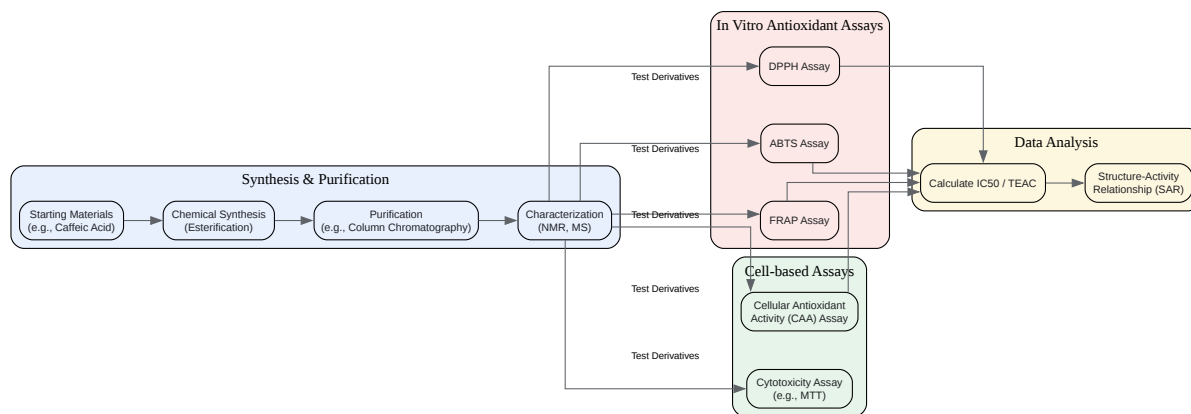 In Vitro Antioxidant Assays
DPPH Assay
Test Derivatives
ABTS Assay
Test Derivatives
Data Analysis
Calculate IC50 / TEAC
Structure-Activity
Relationship (SAR)
Synthesis & Purification
Starting Materials
(e.g., Caffeic Acid)
Chemical Synthesis
(Esterification)
Purification
(e.g., Column Chromatography)
Characterization
(NMR, MS)
Test Derivatives
FRAP Assay
Cell-based Assays
Test Derivatives
Cellular Antioxidant
Activity (CAA) Assay
Test Derivatives
Cytotoxicity Assay
(e.g., MTT)